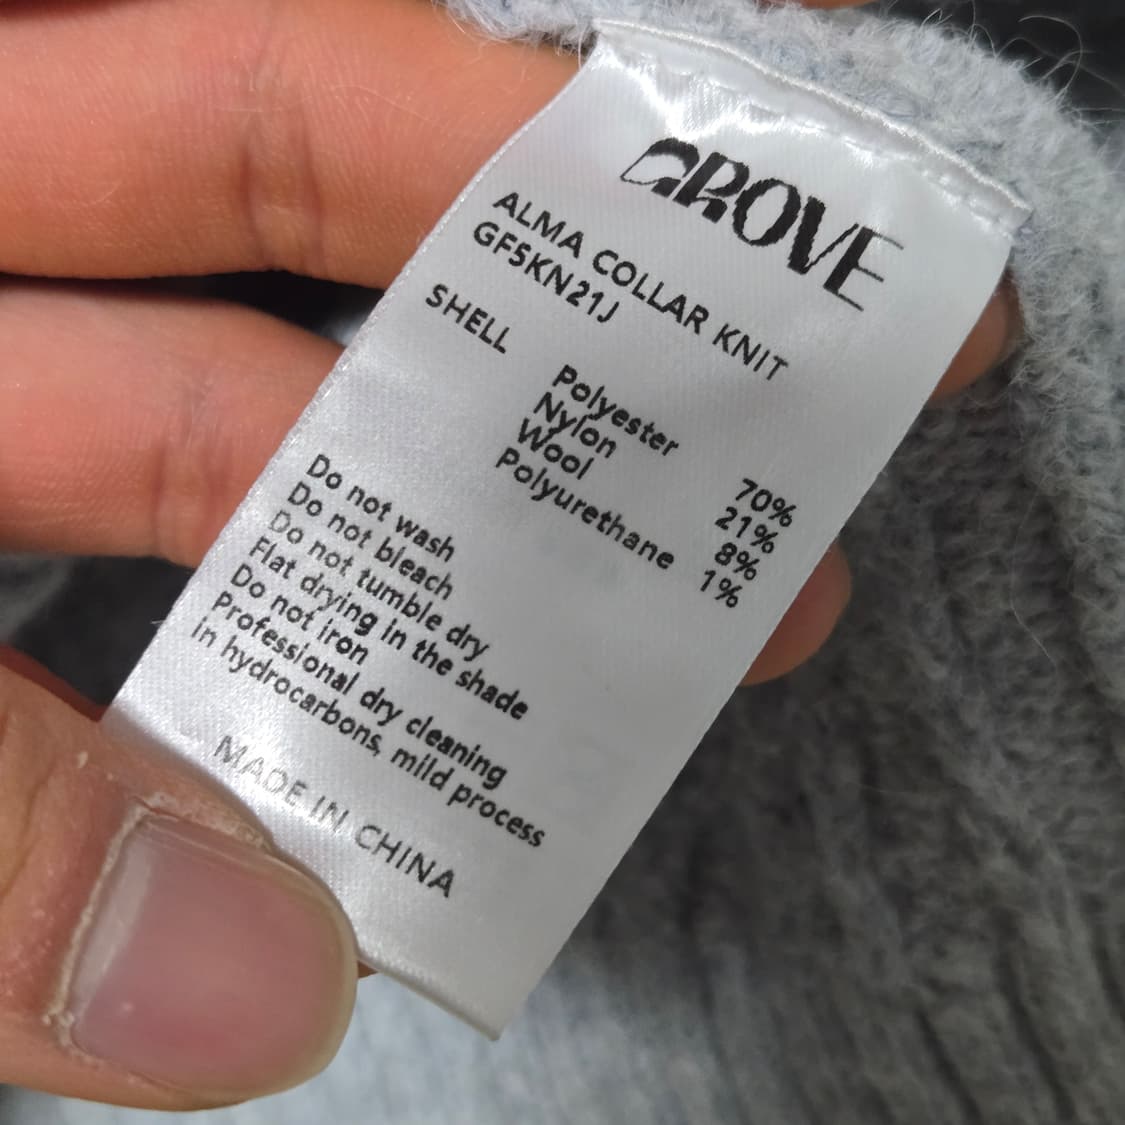 GROVE
ALMA COLLAR KNIT
GF5KN21J
SHELL
Polyester 70%
Nylon 21%
Wool 8%
Polyurethane 1%
Do not wash
Do not bleach
Do not tumble dry
Flat drying in the shade
Do not iron
Professional dry cleaning
in hydrocarbons, mild process
MADE IN CHINA